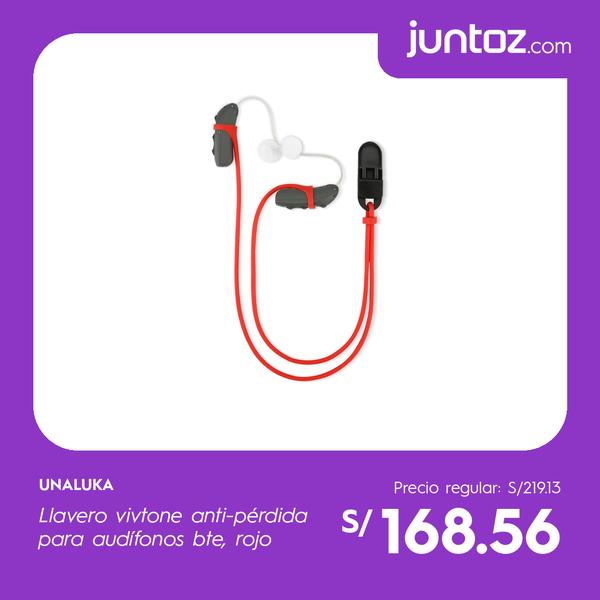 juntoz.com
UNALUKA
Llavero vivtone anti-pérdida
para audífonos bte, rojo
Precio regular: S/219.13
S/168.56